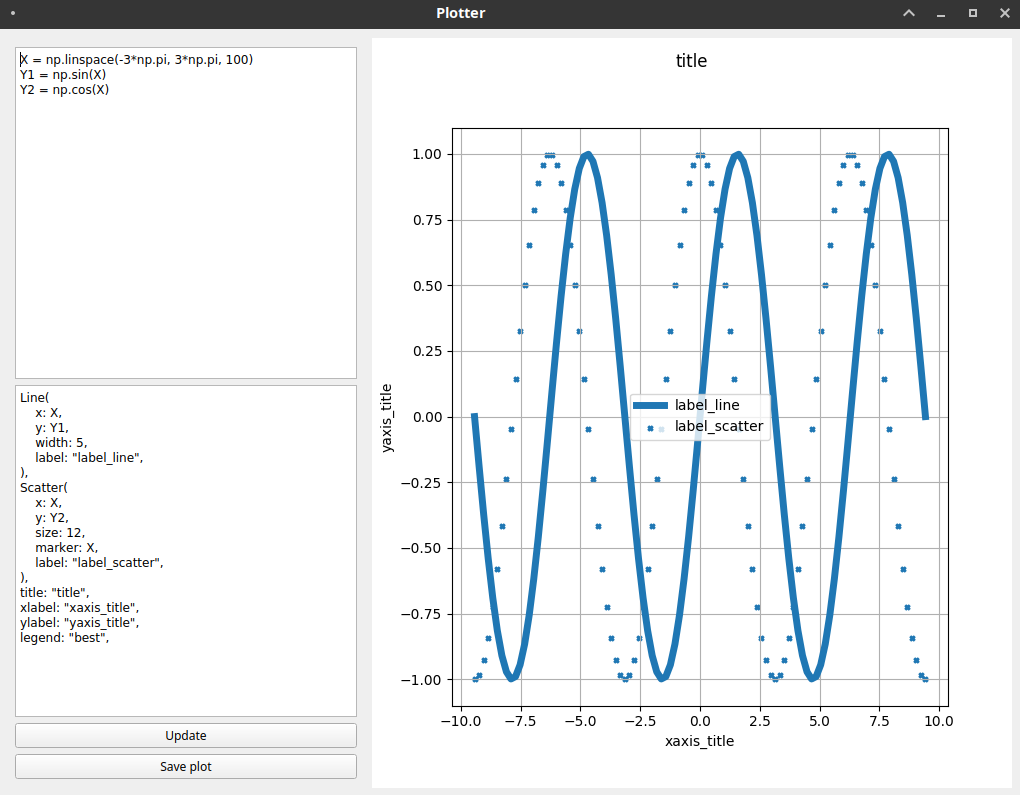 Plotter
X = np.linspace(-3*np.pi, 3*np.pi, 100)
Y1 = np.sin(X)
Y2 = np.cos(X)
Line(
x: X,
y: Y1,
width: 5,
label: "label_line",
),
Scatter(
x: X,
y: Y2,
size: 12,
marker: X,
label: "label_scatter",
),
title: "title",
xlabel: "xaxis_title",
ylabel: "yaxis_title",
legend: "best",
Update
Save plot
title
yaxis_title
1.00
0.75
0.50
0.25
0.00
−0.25
−0.50
−0.75
−1.00
label_line
label_scatter
−10.0 −7.5 −5.0 −2.5 0.0 2.5 5.0 7.5 10.0
xaxis_title